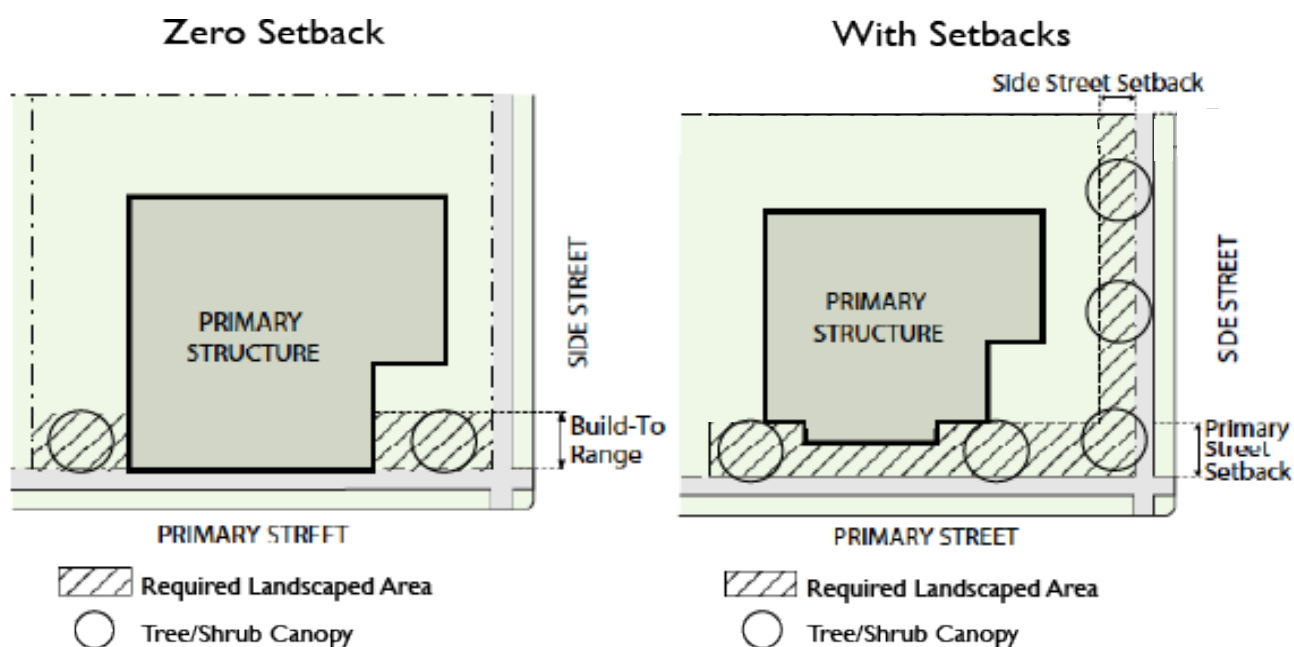 Zero Setback
PRIMARY
STRUCTURE
SIDE STREET
Build-To
Range
PRIMARY STREET
Required Landscaped Area
Tree/Shrub Canopy
With Setbacks
Side Street Setback
PRIMARY
STRUCTURE
SDE STREET
Primary
Street
Setback
PRIMARY STREET
Required Landscaped Area
Tree/Shrub Canopy